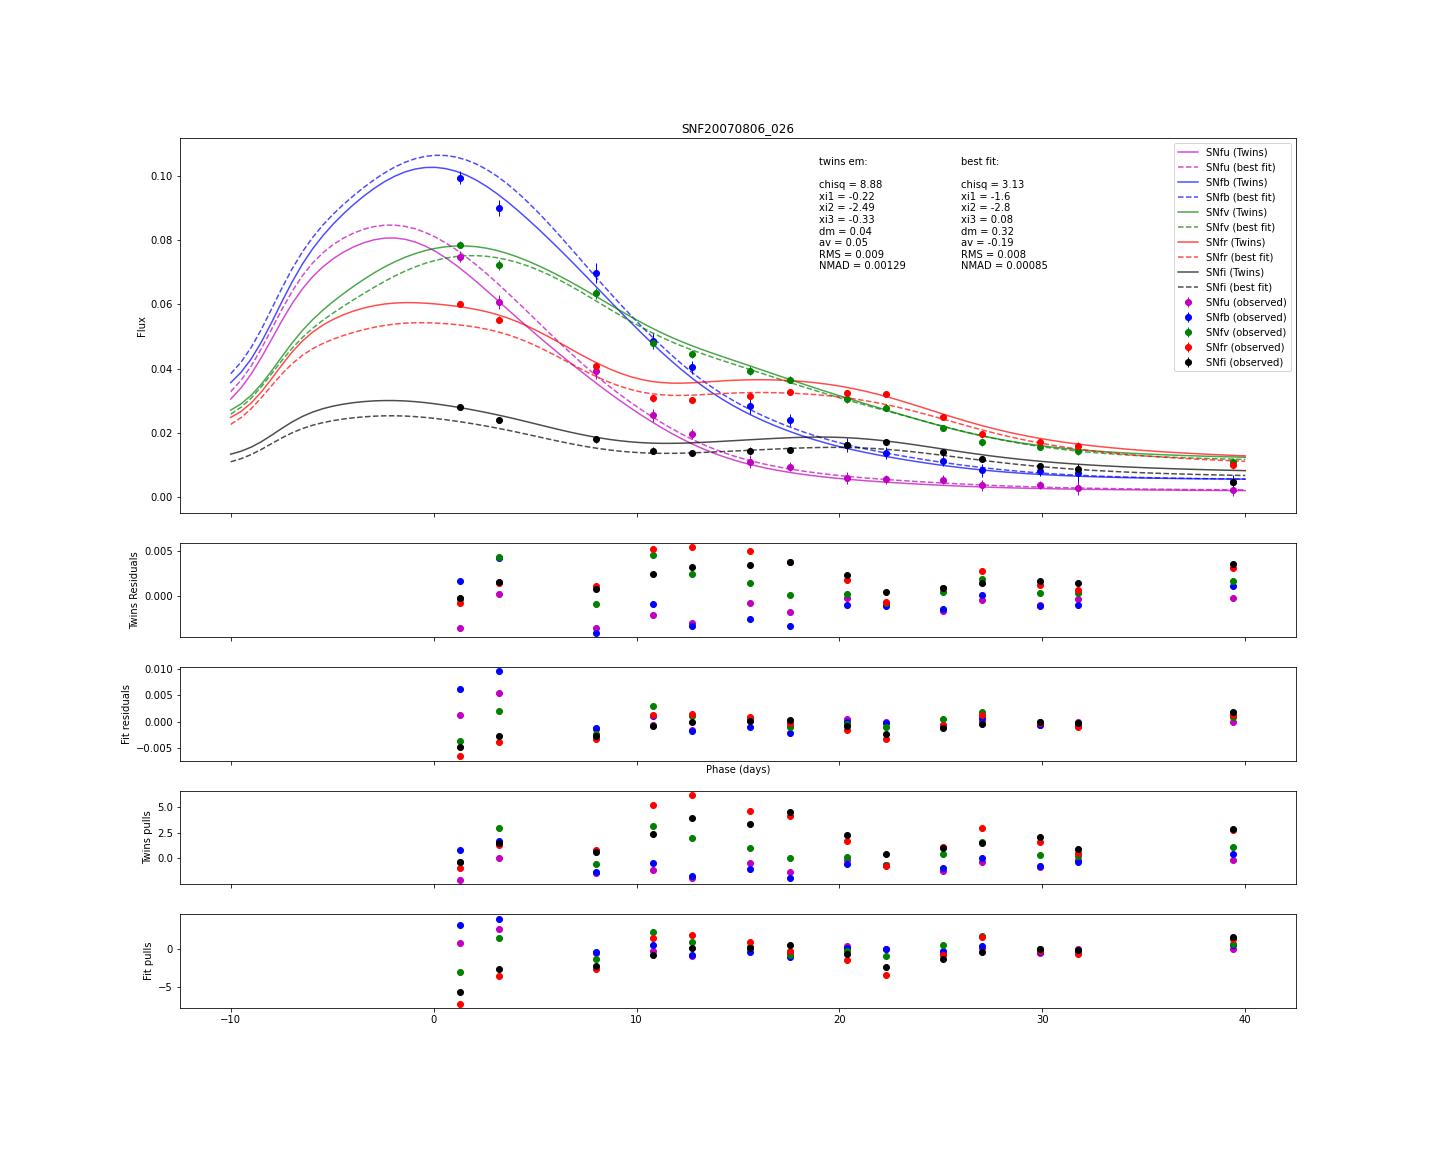 SNF20070806_026
Flux
0.10
0.08
0.06
0.04
0.02
0.00
twins em:
chisq = 8.88
xi1 = -0.22
xi2 = -2.49
xi3 = -0.33
dm = 0.04
av = 0.05
RMS = 0.009
NMAD = 0.00129
best fit:
chisq = 3.13
xi1 = -1.6
xi2 = -2.8
xi3 = 0.08
dm = 0.32
av = -0.19
RMS = 0.008
NMAD = 0.00085
SNfu (Twins)
SNfu (best fit)
SNfb (Twins)
SNfb (best fit)
SNfv (Twins)
SNfv (best fit)
SNfr (Twins)
SNfr (best fit)
SNfi (Twins)
SNfi (best fit)
SNfu (observed)
SNfb (observed)
SNfv (observed)
SNfr (observed)
SNfi (observed)
Twins Residuals
0.005
0.000
Fit residuals
0.010
0.005
0.000
−0.005
Phase (days)
Twins pulls
5.0
2.5
0.0
Fit pulls
0
−5
−10
0
10
20
30
40